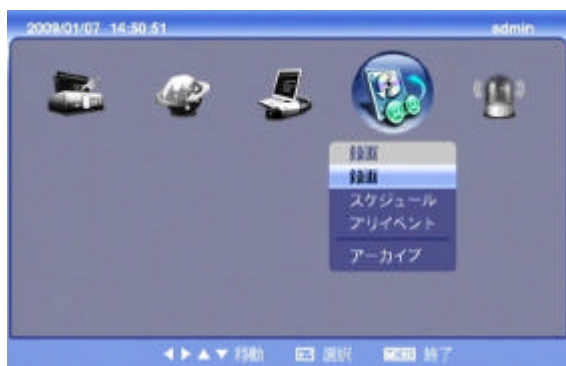 2009/01/07 14:50:51 admin
録画
録画
スケジュール
プリイベント
アーカイブ
◀ ▶ ▲ ▼ 移動 選択 終了